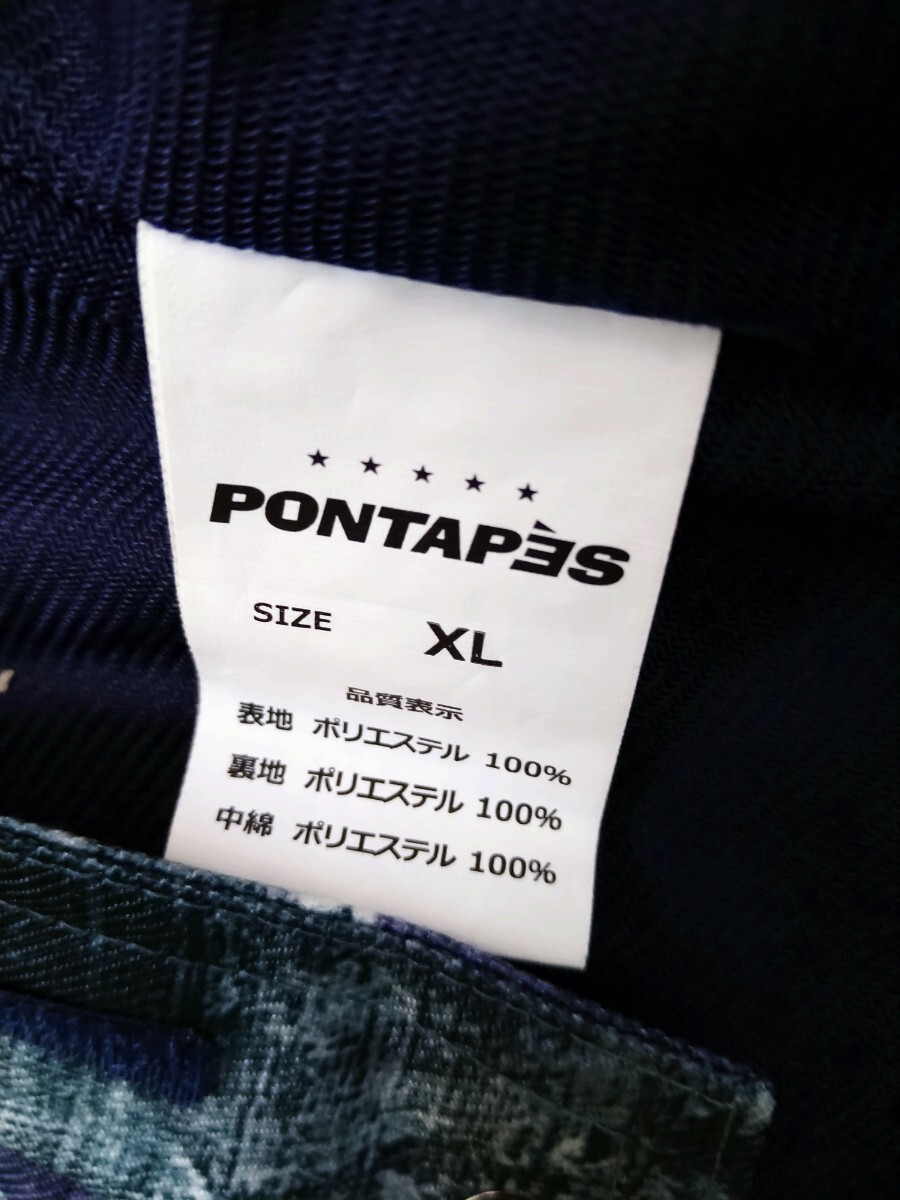 ★ ★ ★ ★ ★
PONTAPÈS
SIZE XL
品質表示
表地 ポリエステル 100%
裏地 ポリエステル 100%
中綿 ポリエステル 100%